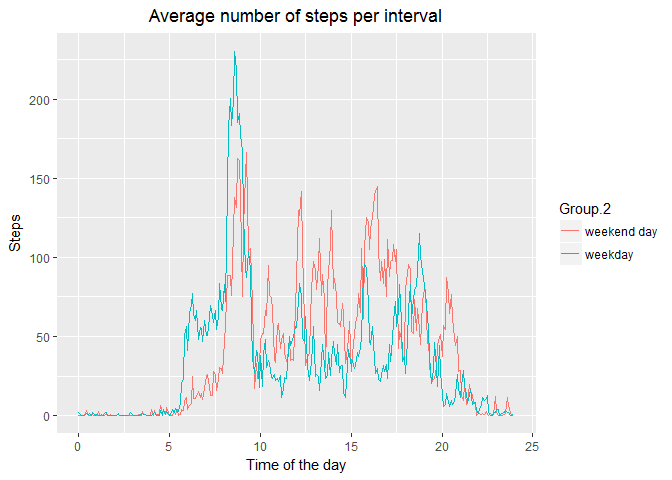 Average number of steps per interval
Steps
200
150
100
50
0
0 5 10 15 20 25
Time of the day
Group.2
weekend day
weekday